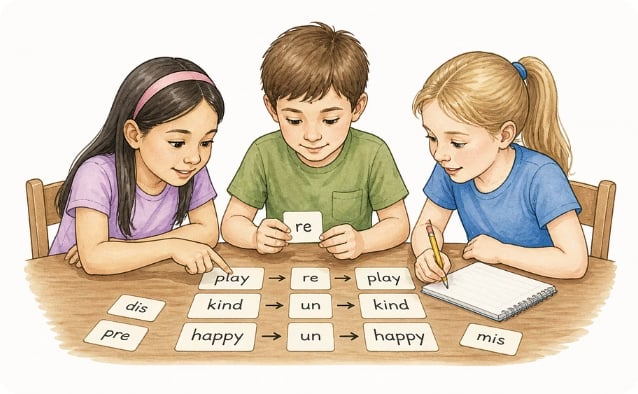 re
play → re → play
dis
kind → un → kind
pre
happy → un → happy
mis